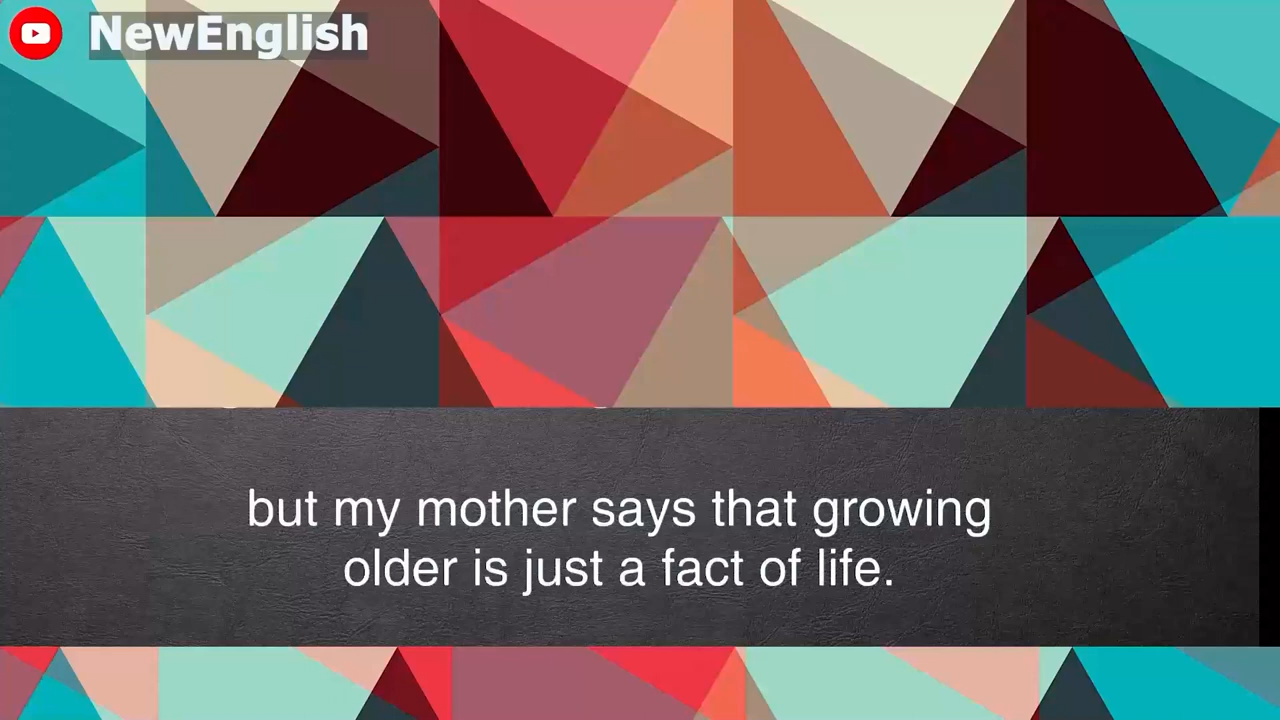 NewEnglish
but my mother says that growing
older is just a fact of life.